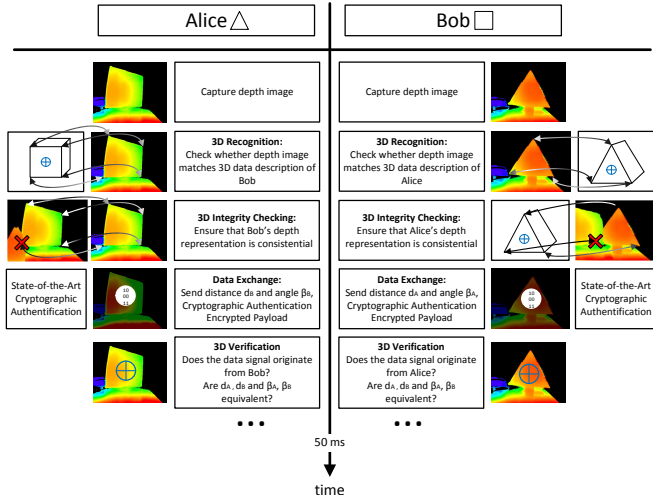 Alice
Bob
Capture depth image
Capture depth image
3D Recognition:
Check whether depth image
matches 3D data description of
Bob
3D Recognition:
Check whether depth image
matches 3D data description of
Alice
3D Integrity Checking:
Ensure that Bob's depth
representation is consistential
3D Integrity Checking:
Ensure that Alice's depth
representation is consistential
State-of-the-Art
Cryptographic
Authentification
10
00
11
Data Exchange:
Send distance dB and angle βB,
Cryptographic Authentication
Encrypted Payload
Data Exchange:
Send distance dA and angle βA,
Cryptographic Authentication
Encrypted Payload
10
00
11
State-of-the-Art
Cryptographic
Authentification
3D Verification
Does the data signal originate
from Bob?
Are dA, dB and βA, βB
equivalent?
3D Verification
Does the data signal originate
from Alice?
Are dA, dB and βA, βB
equivalent?
...
...
50 ms
time